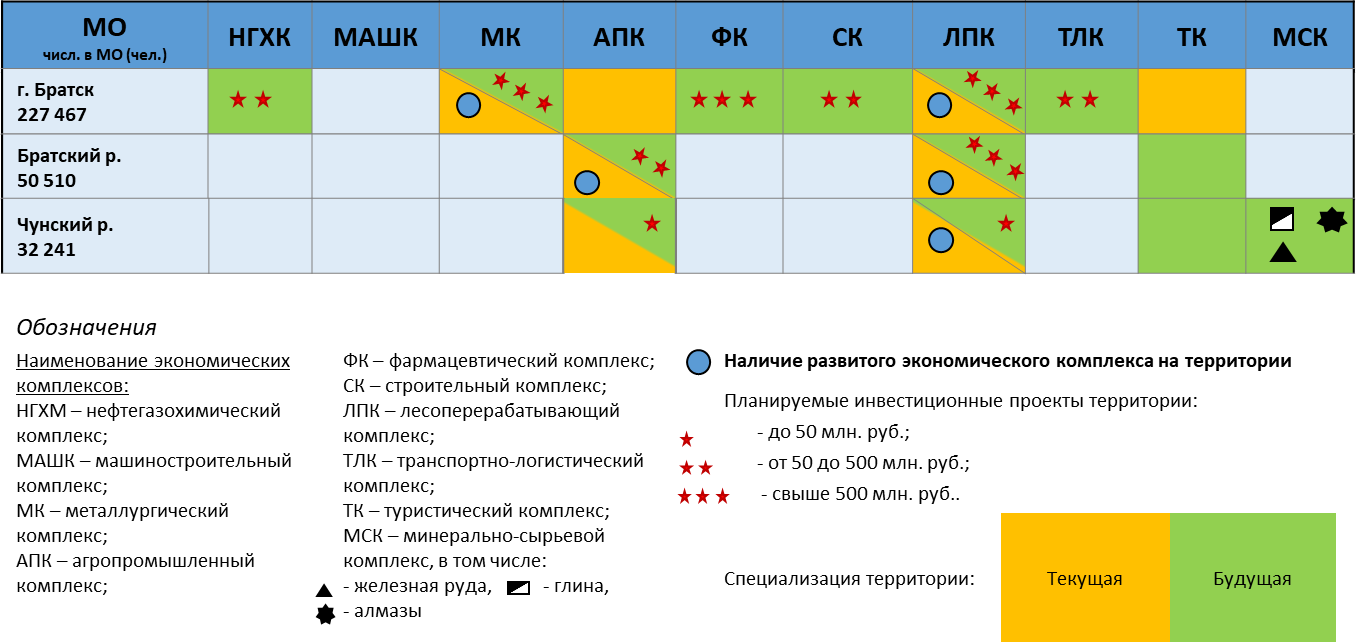 МО
числ. в МО (чел.)
НГХК
МАШК
МК
АПК
ФК
СК
ЛПК
ТЛК
ТК
МСК
г. Братск
227 467
Братский р.
50 510
Чунский р.
32 241
Обозначения
Наименование экономических
комплексов:
НГХМ – нефтегазохимический
комплекс;
МАШК – машиностроительный
комплекс;
МК – металлургический
комплекс;
АПК – агропромышленный
комплекс;
ФК – фармацевтический комплекс;
СК – строительный комплекс;
ЛПК – лесоперерабатывающий
комплекс;
ТЛК – транспортно-логистический
комплекс;
ТК – туристический комплекс;
МСК – минерально-сырьевой
комплекс, в том числе:
- железная руда, - глина,
- алмазы
Наличие развитого экономического комплекса на территории
Планируемые инвестиционные проекты территории:
- до 50 млн. руб.;
- от 50 до 500 млн. руб.;
- свыше 500 млн. руб..
Специализация территории:
Текущая
Будущая